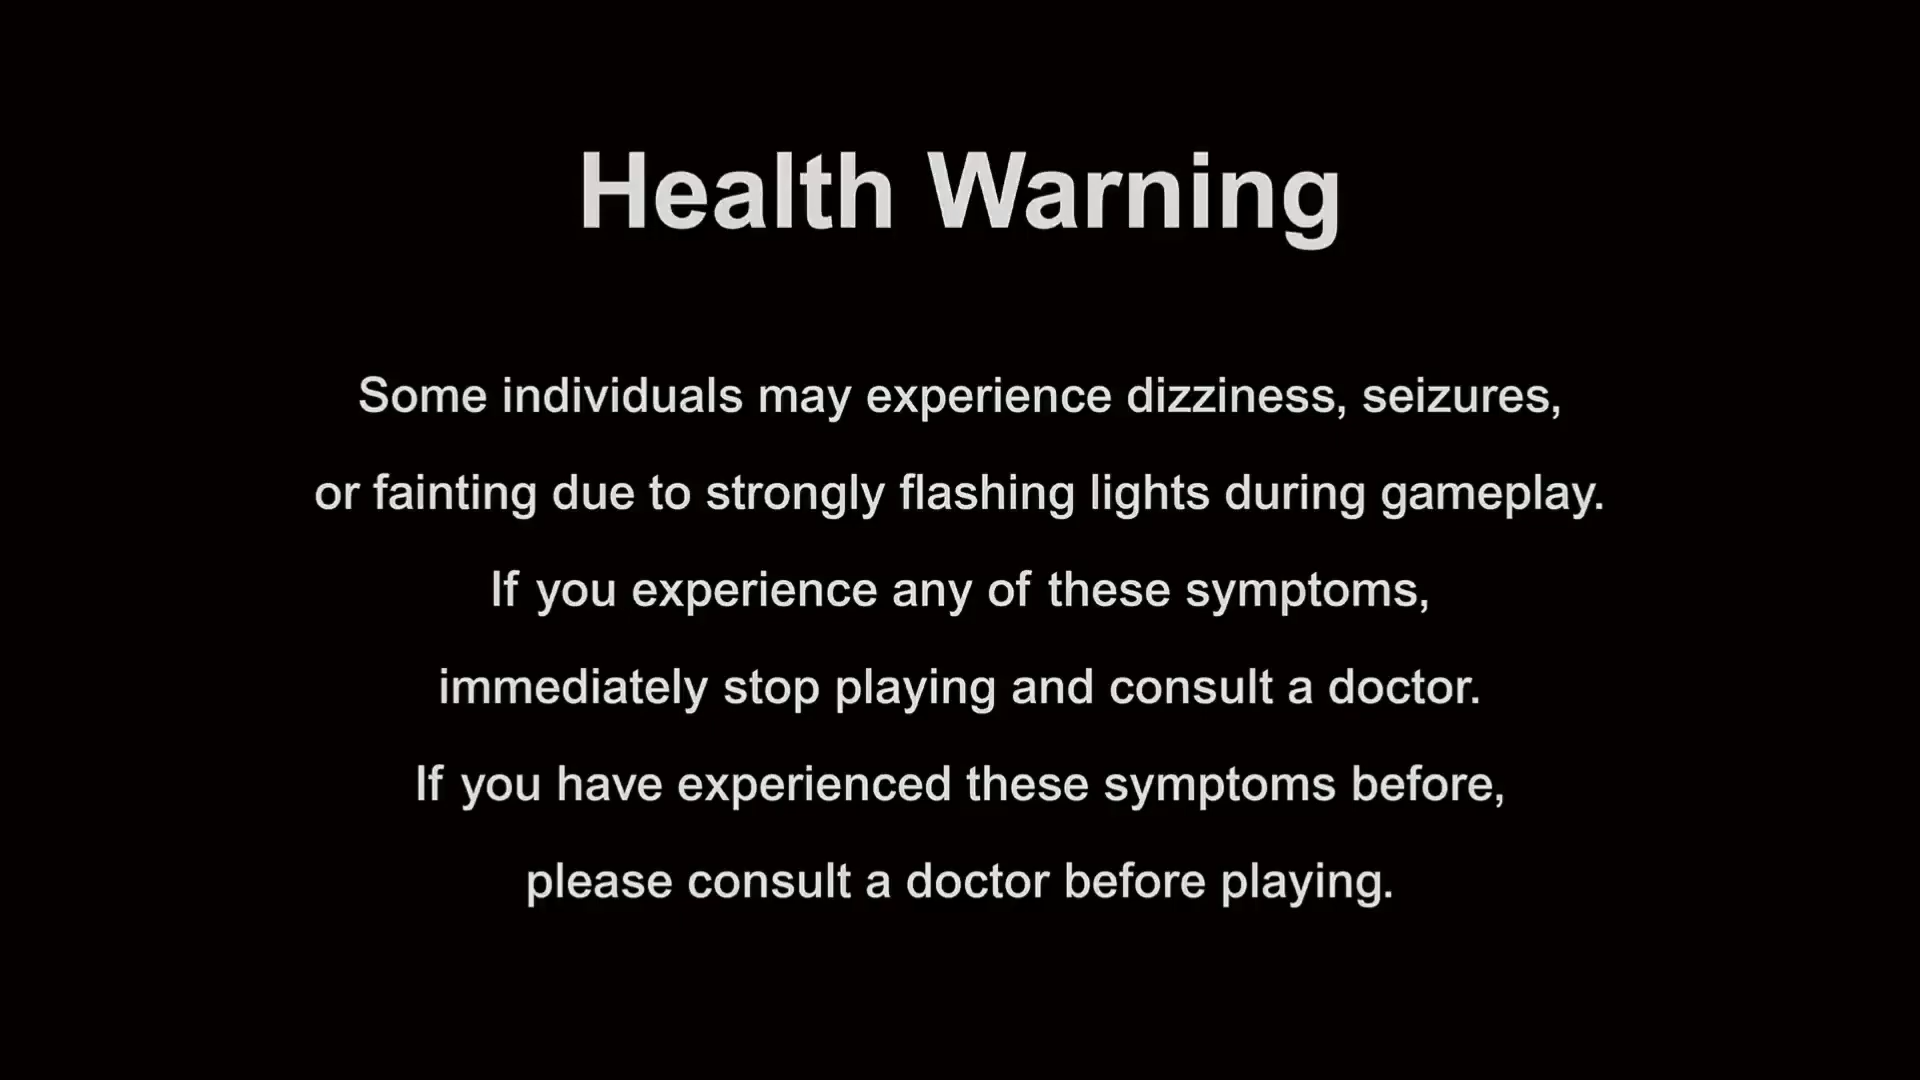 Health Warning
Some individuals may experience dizziness, seizures,
or fainting due to strongly flashing lights during gameplay.
If you experience any of these symptoms,
immediately stop playing and consult a doctor.
If you have experienced these symptoms before,
please consult a doctor before playing.